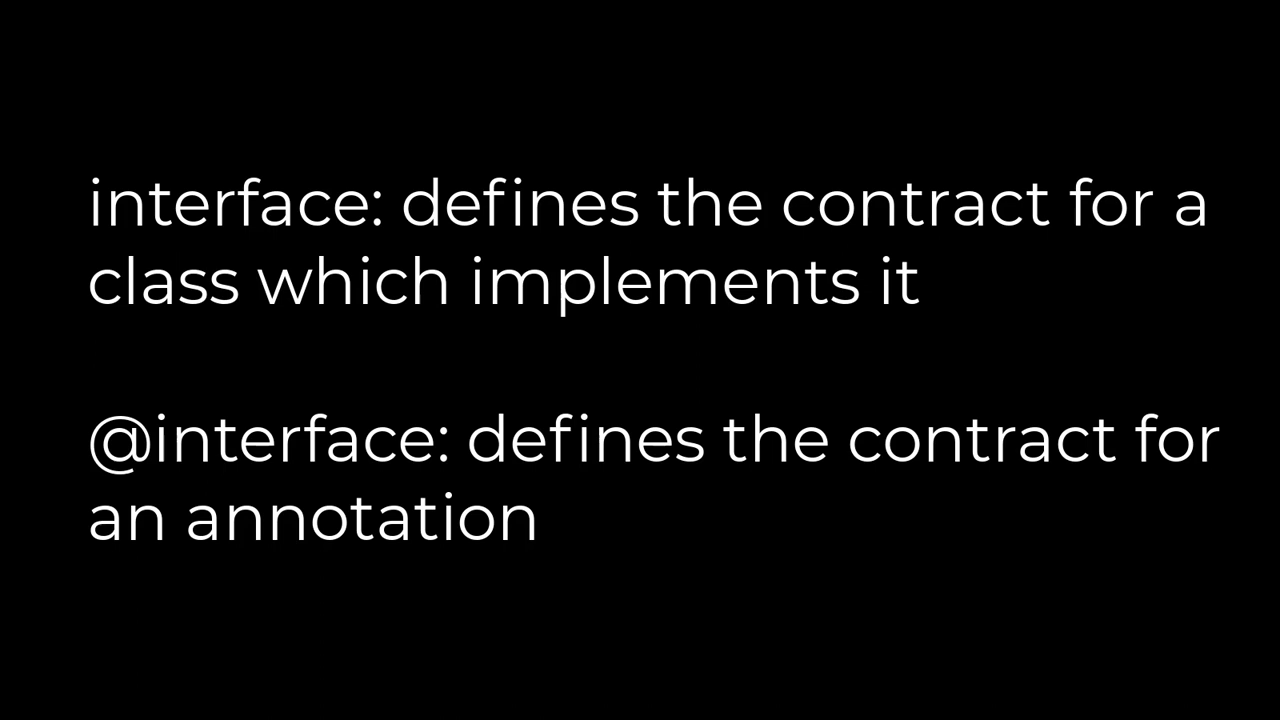 interface: defines the contract for a
class which implements it
@interface: defines the contract for
an annotation